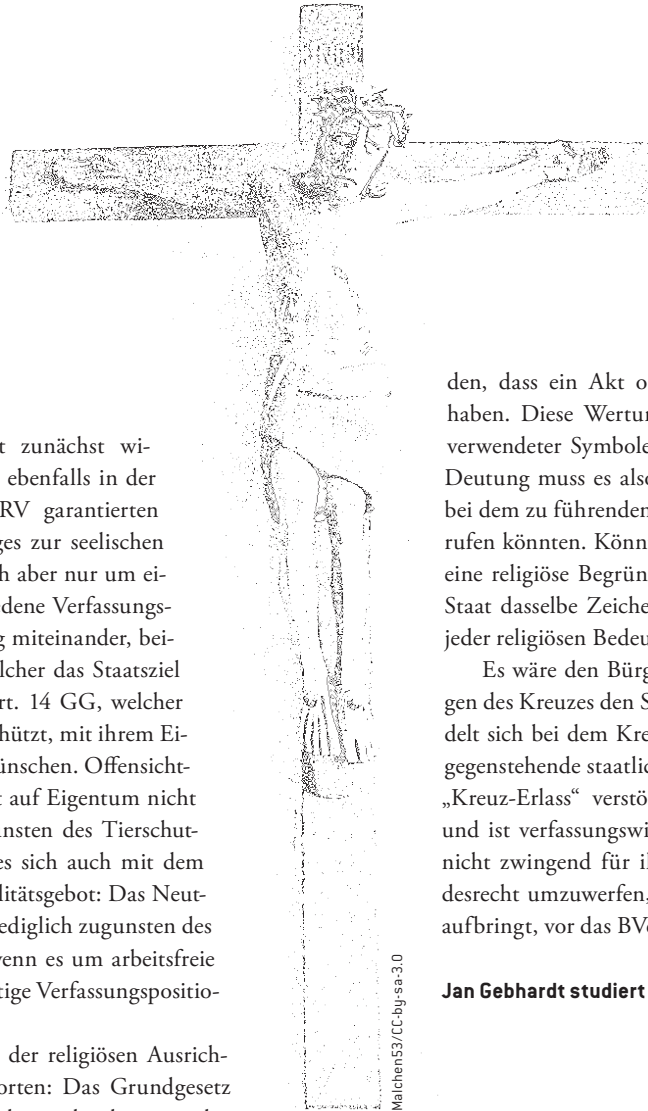 t zunächst wi-
ebenfalls in der
RV garantierten
ges zur seelischen
h aber nur um ei-
edene Verfassungs-
g miteinander, bei-
lcher das Staatsziel
rt. 14 GG, welcher
hützt, mit ihrem Ei-
ünschen. Offensicht-
t auf Eigentum nicht
unsten des Tierschut-
es sich auch mit dem
litätsgebot: Das Neut-
ediglich zugunsten des
wenn es um arbeitsfreie
tige Verfassungspositio-
der religiösen Ausrich-
orten: Das Grundgesetz
Malchen53/CC-by-sa-3.0
den, dass ein Akt o
haben. Diese Wertur
verwendeter Symbole
Deutung muss es also
bei dem zu führenden
rufen könnten. Könn
eine religiöse Begrün
Staat dasselbe Zeiche
jeder religiösen Bedeu
Es wäre den Bürg
gen des Kreuzes den S
delt sich bei dem Kre
gegenstehende staatlic
„Kreuz-Erlass“ verstö
und ist verfassungswi
nicht zwingend für il
desrecht umzuwerfen,
aufbringt, vor das BVe
Jan Gebhardt studiert